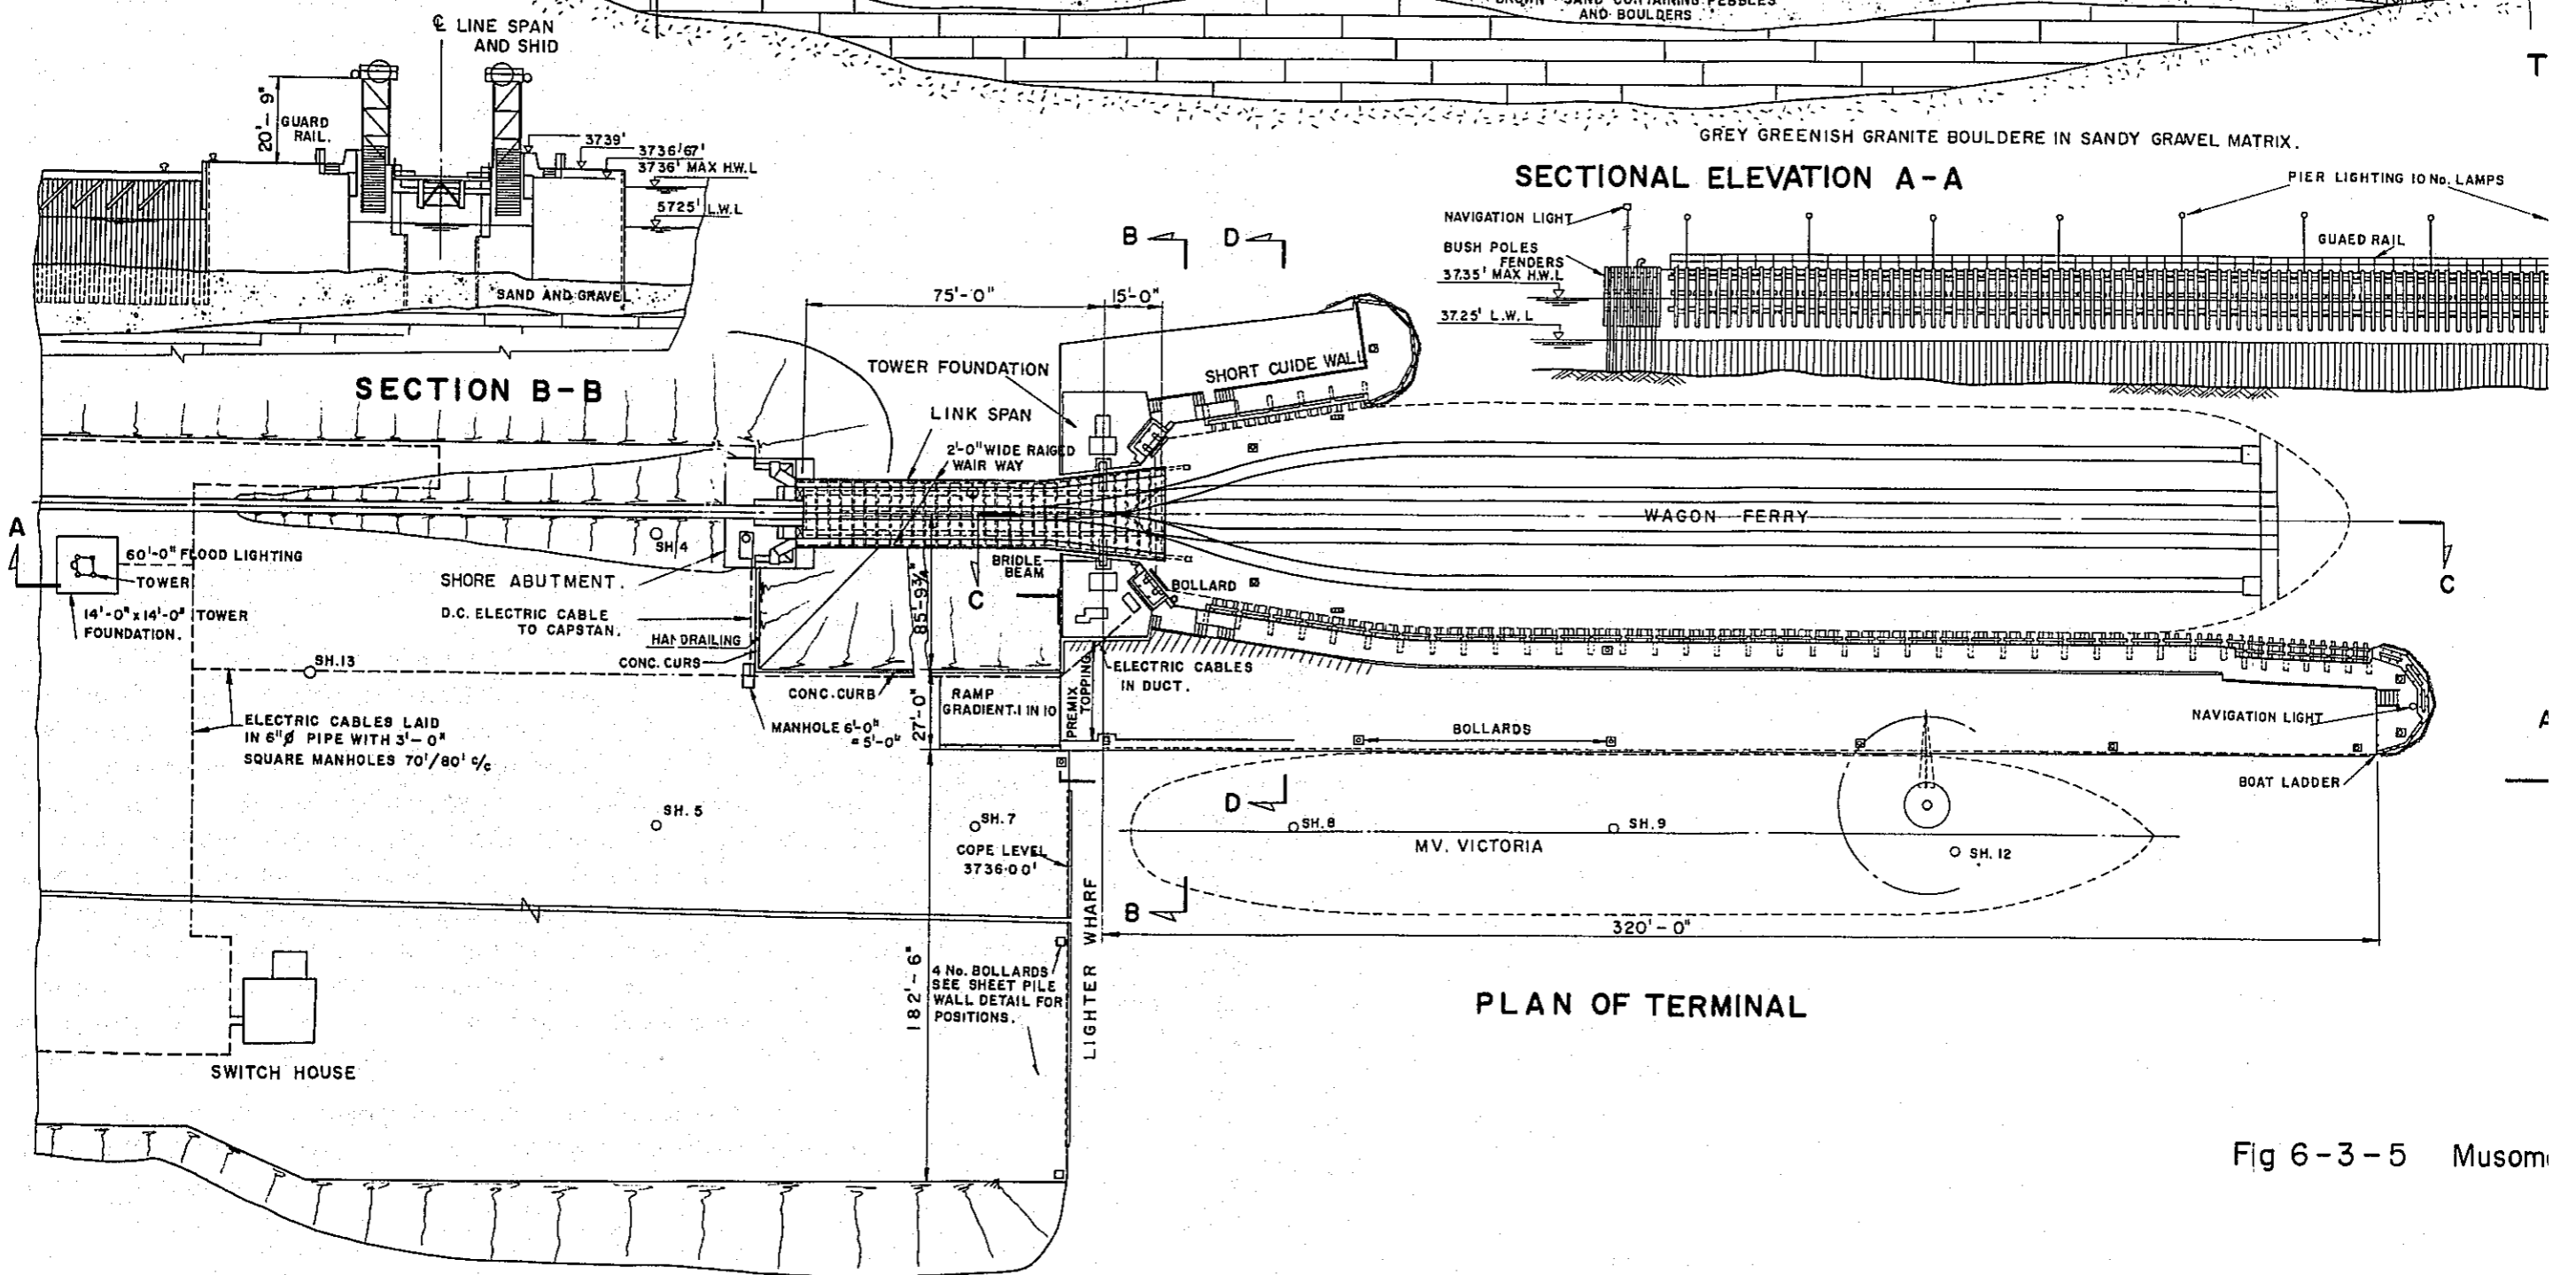 BROWN SAND CONTAINING PEBBLES
AND BOULDERS
℄ LINE SPAN
AND SHID
20'-9"
GUARD
RAIL.
3739'
3736'67'
3736' MAX H.W.L
5725' L.W.L
SAND AND GRAVEL
SECTION B-B
GREY GREENISH GRANITE BOULDERE IN SANDY GRAVEL MATRIX.
SECTIONAL ELEVATION A-A
PIER LIGHTING 10 No. LAMPS
NAVIGATION LIGHT
BUSH POLES
FENDERS
GUAED RAIL
37.35' MAX H.W.L
37.25' L.W.L
B
D
75'-0"
15'-0"
TOWER FOUNDATION
SHORT GUIDE WALL
LINK SPAN
2'-0" WIDE RAIGED
WAIR WAY
WAGON FERRY
A
60'-0" FLOOD LIGHTING
TOWER
14'-0" x 14'-0" TOWER
FOUNDATION.
SH.4
SHORE ABUTMENT.
BRIDLE
BEAM
C
BOLLARD
C
D.C. ELECTRIC CABLE
TO CAPSTAN.
85-9¾"
HANDRAILING
CONC. CURS
SH.13
CONC. CURB
ELECTRIC CABLES
IN DUCT.
RAMP
GRADIENT.1 IN 10
PREMIX
TOPPING
27'-0"
MANHOLE 6'-0"
= 5'-0"
ELECTRIC CABLES LAID
IN 6"Ø PIPE WITH 3'-0"
SQUARE MANHOLES 70'/80' c/c
BOLLARDS
NAVIGATION LIGHT
BOAT LADDER
D
SH.5
SH.7
SH.8
SH.9
SH.12
COPE LEVEL
3736.00'
MV. VICTORIA
B
320'-0"
182'-6"
4 No. BOLLARDS
SEE SHEET PILE
WALL DETAIL FOR
POSITIONS.
LIGHTER WHARF
PLAN OF TERMINAL
SWITCH HOUSE
Fig 6-3-5 Musom